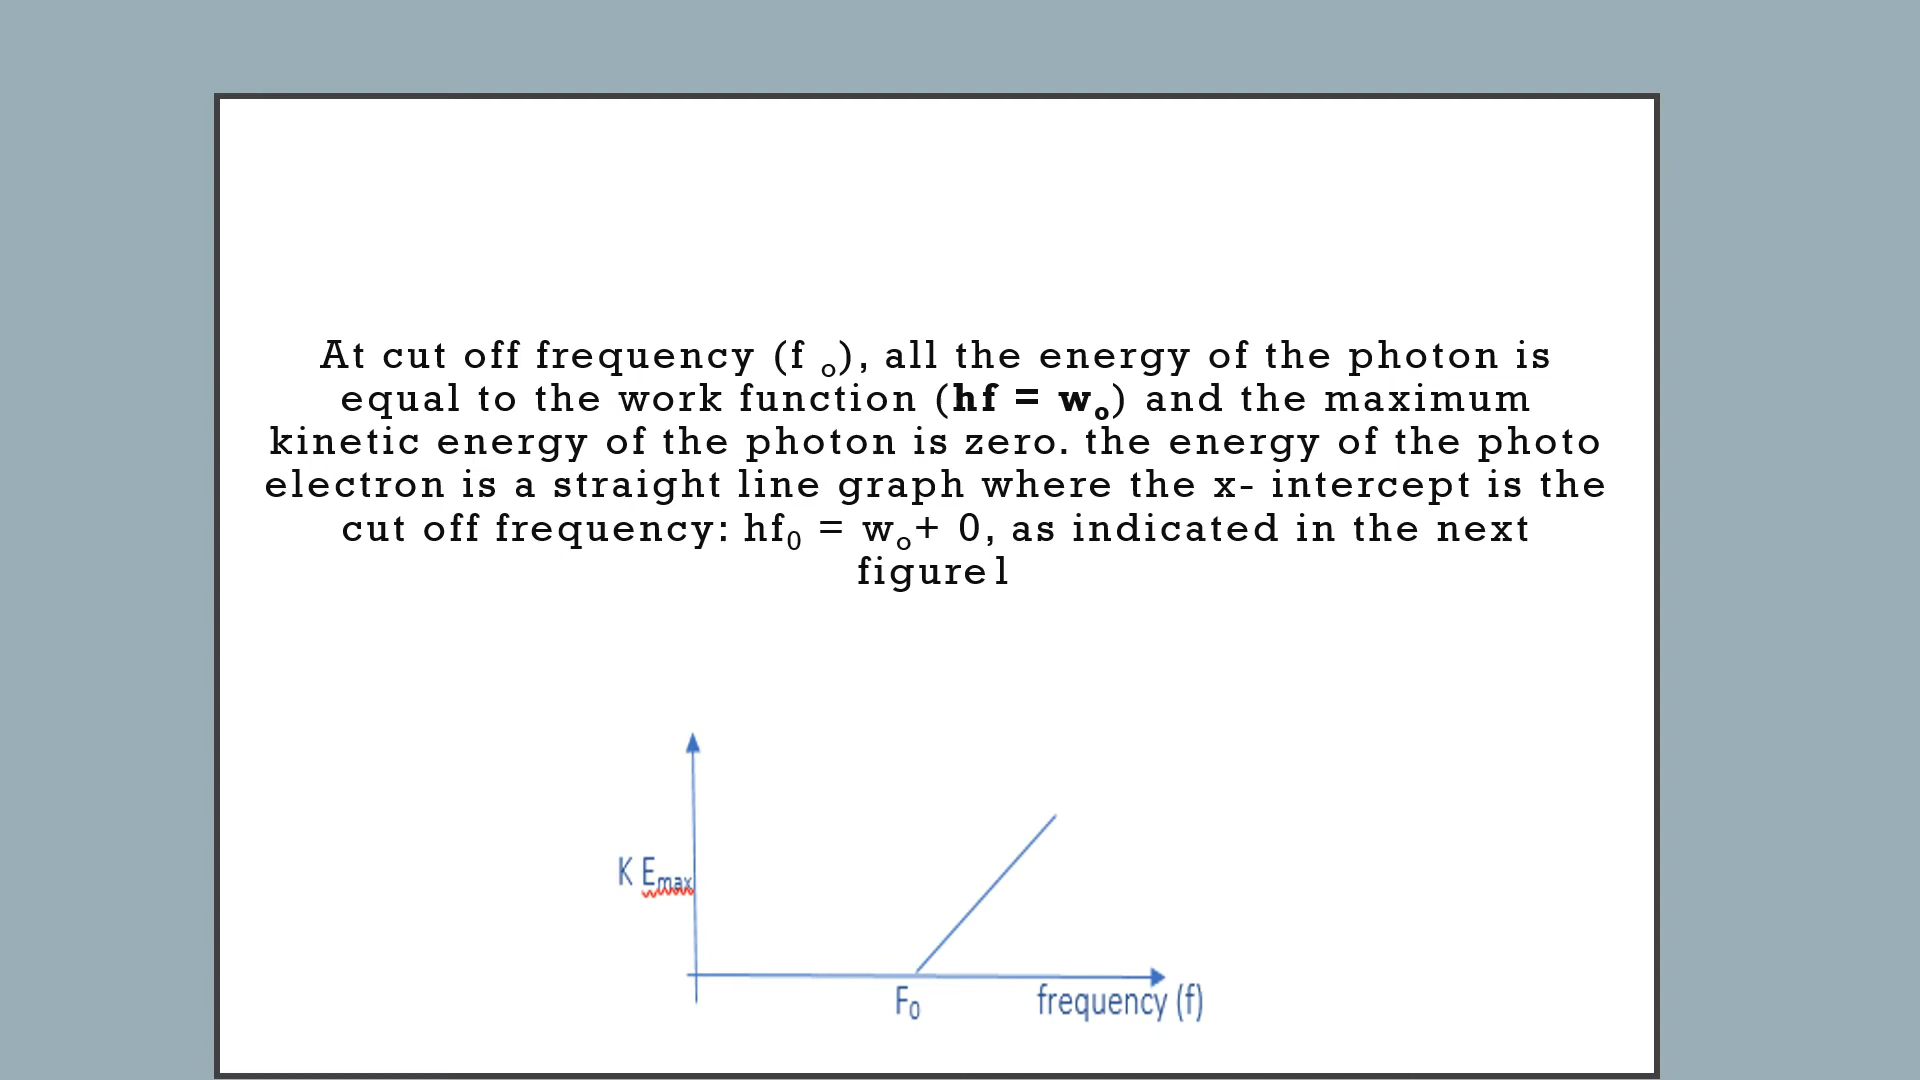 At cut off frequency (f ₒ), all the energy of the photon is
equal to the work function (hf = wₒ) and the maximum
kinetic energy of the photon is zero. the energy of the photo
electron is a straight line graph where the x- intercept is the
cut off frequency: hf₀ = wₒ+ 0, as indicated in the next
figure1
K Eₘₐₓ
F₀
frequency (f)